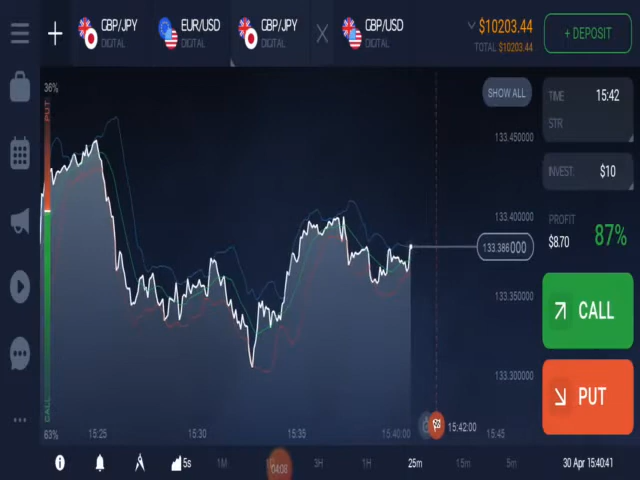 GBP/JPY
DIGITAL
EUR/USD
DIGITAL
GBP/JPY
DIGITAL
GBP/USD
DIGITAL
$10203.44
TOTAL $10203.44
+ DEPOSIT
36%
PUT
CALL
63%
SHOW ALL
133.450000
133.400000
133.386000
133.350000
133.300000
TIME 15:42
STR
INVEST. $10
PROFIT
$8.70
87%
CALL
PUT
15:25
15:30
15:35
15:40:00
15:42:00
15:45
5s
1M
04:08
3H
1H
25m
15m
5m
30 Apr 15:40:41